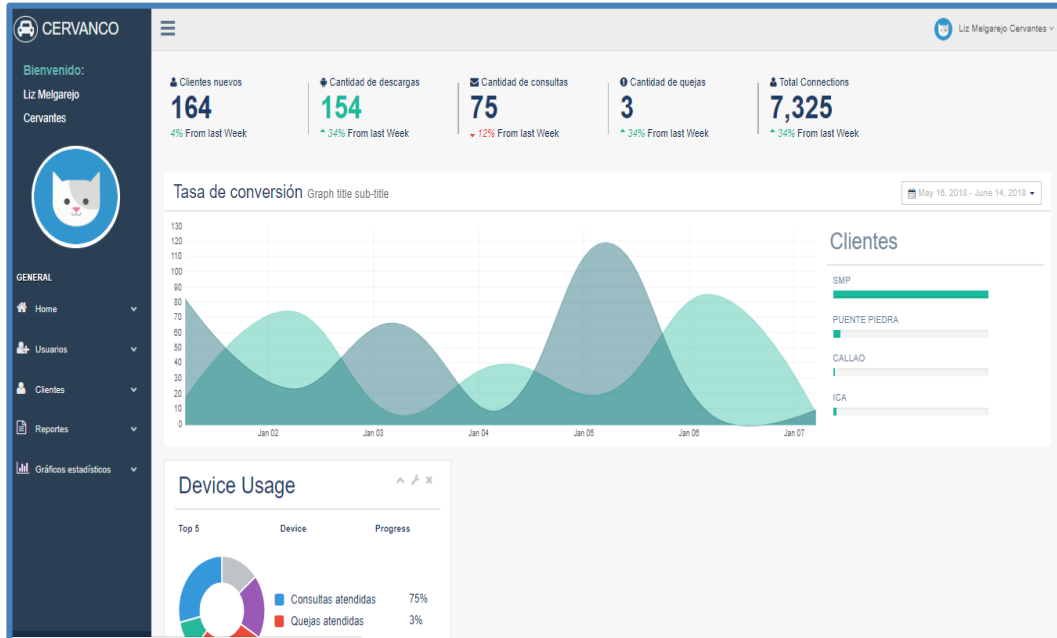 CERVANCO
Liz Melgarejo Cervantes
Bienvenido:
Liz Melgarejo
Cervantes
GENERAL
Home
Usuarios
Clientes
Reportes
Gráficos estadísticos
Clientes nuevos
164
4% From last Week
Cantidad de descargas
154
34% From last Week
Cantidad de consultas
75
12% From last Week
Cantidad de quejas
3
34% From last Week
Total Connections
7,325
34% From last Week
Tasa de conversión Graph title sub-title
May 16, 2018 - June 14, 2018
130
120
110
100
90
80
70
60
50
40
30
20
10
0
Jan 02 Jan 03 Jan 04 Jan 05 Jan 06 Jan 07
Clientes
SMP
PUENTE PIEDRA
CALLAO
ICA
Device Usage
Top 5 Device Progress
Consultas atendidas 75%
Quejas atendidas 3%